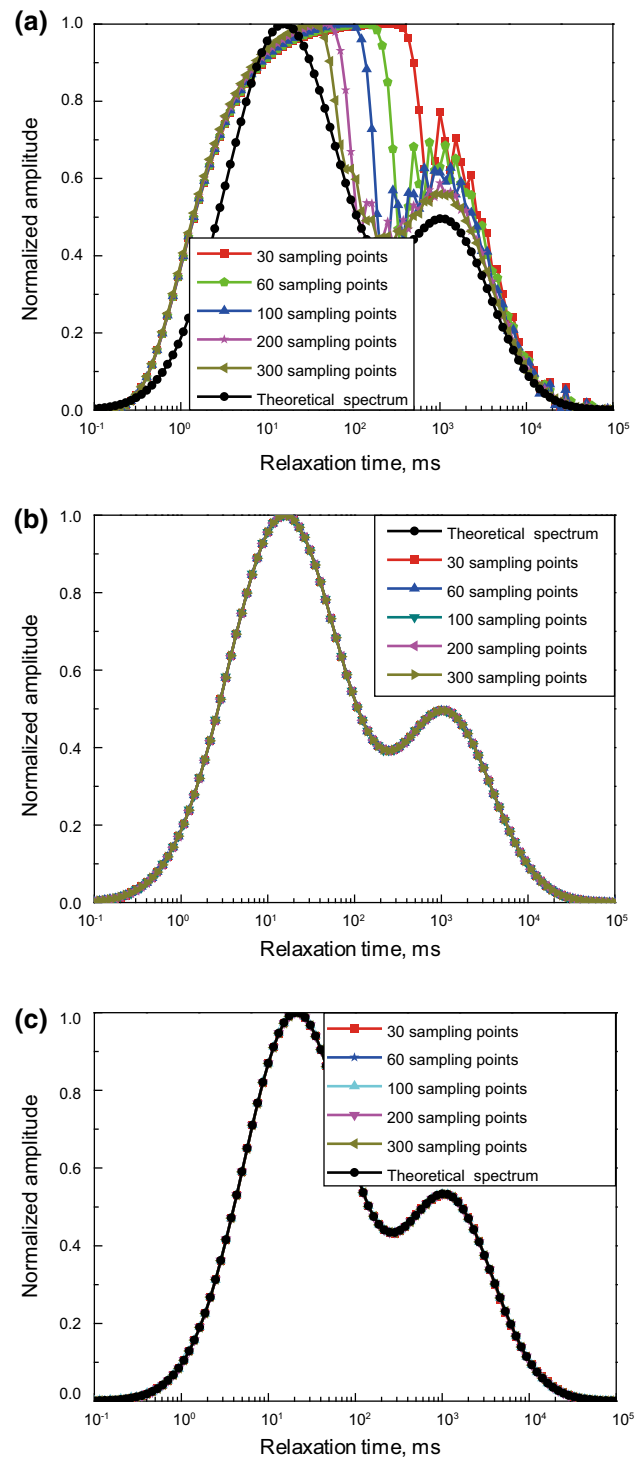 (a)
Normalized amplitude
1.0
0.8
0.6
0.4
0.2
0.0
30 sampling points
60 sampling points
100 sampling points
200 sampling points
300 sampling points
Theoretical spectrum
10-1
100
101
102
103
104
105
Relaxation time, ms
(b)
Normalized amplitude
1.0
0.8
0.6
0.4
0.2
0.0
Theoretical spectrum
30 sampling points
60 sampling points
100 sampling points
200 sampling points
300 sampling points
10-1
100
101
102
103
104
105
Relaxation time, ms
(c)
Normalized amplitude
1.0
0.8
0.6
0.4
0.2
0.0
30 sampling points
60 sampling points
100 sampling points
200 sampling points
300 sampling points
Theoretical spectrum
10-1
100
101
102
103
104
105
Relaxation time, ms